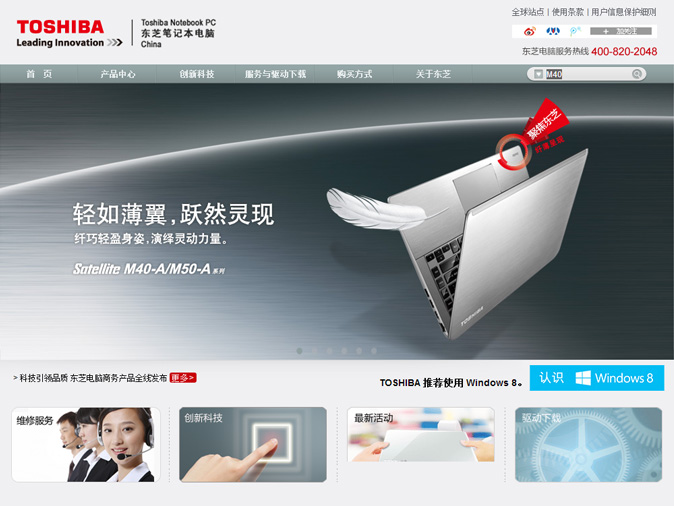 全球站点 | 使用条款 | 用户信息保护细则
TOSHIBA
Leading Innovation >>>
Toshiba Notebook PC
东芝笔记本电脑
China
+ 加关注
东芝电脑服务热线 400-820-2048
首 页
产品中心
创新科技
服务与驱动下载
购买方式
关于东芝
M40
聚焦东芝
轻如薄翼,跃然灵现
纤巧轻盈身姿,演绎灵动力量。
Satellite M40-A/M50-A 系列
TOSHIBA
> 科技引领品质 东芝电脑商务产品全线发布 更多>
TOSHIBA 推荐使用 Windows 8。
认识 Windows 8
维修服务
创新科技
最新活动
驱动下载